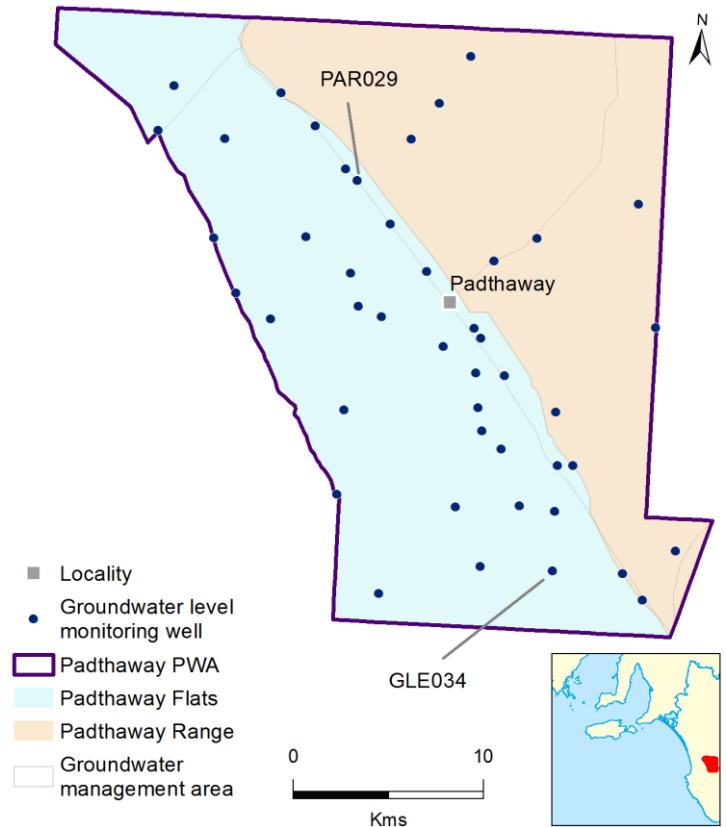 N
PAR029
Padthaway
GLE034
Locality
Groundwater level
monitoring well
Padthaway PWA
Padthaway Flats
Padthaway Range
Groundwater
management area
0 10
Kms